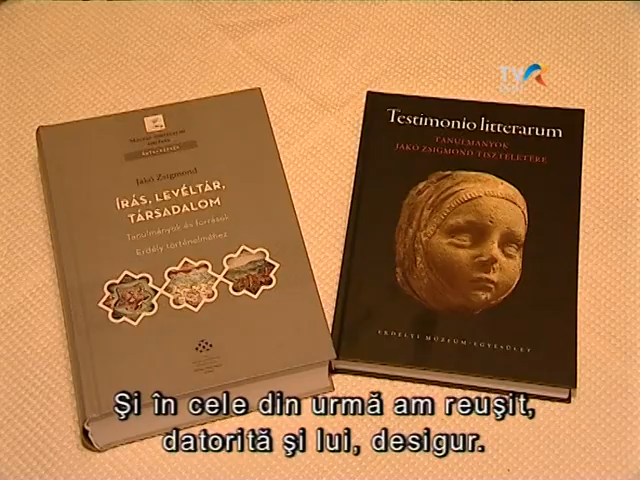 TVR
Jakó Zsigmond
ÍRÁS, LEVÉLTÁR,
TÁRSADALOM
Tanulmányok és források
Erdély történelméhez
Testimonio litterarum
TANULMÁNYOK
JAKÓ ZSIGMOND TISZTELETÉRE
ERDÉLYI MÚZEUM-EGYESÜLET
Şi în cele din urmă am reuşit,
datorită şi lui, desigur.